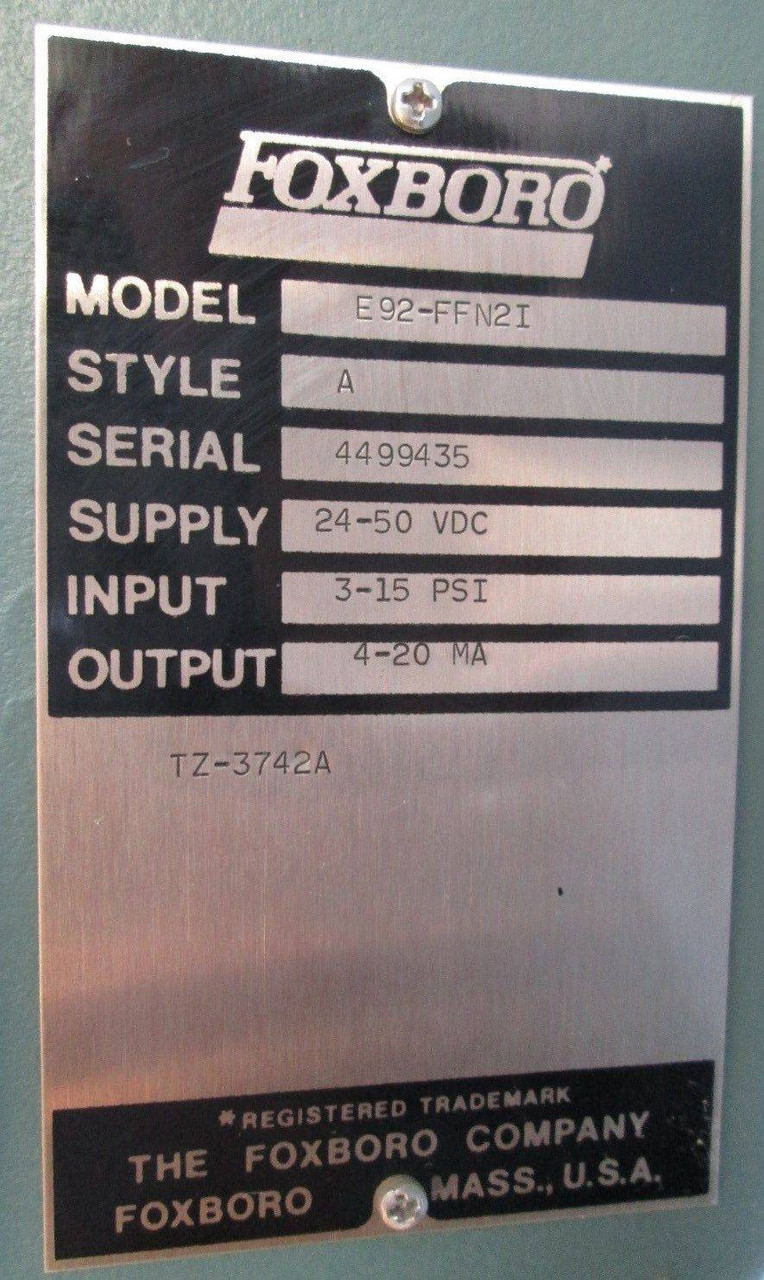 FOXBORO*
MODEL E92-FFN2I
STYLE A
SERIAL 4499435
SUPPLY 24-50 VDC
INPUT 3-15 PSI
OUTPUT 4-20 MA
TZ-3742A
*REGISTERED TRADEMARK
THE FOXBORO COMPANY
FOXBORO MASS., U.S.A.